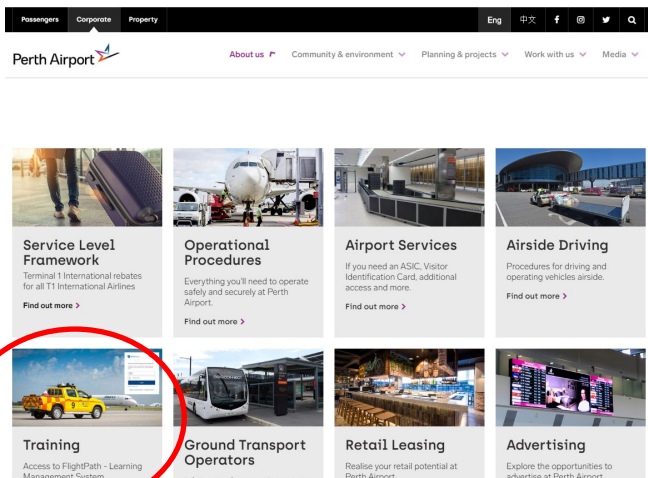 Passengers Corporate Property Eng 中文
Perth Airport
About us Community & environment Planning & projects Work with us Media
Service Level
Framework
Terminal 1 International rebates
for all T1 International Airlines
Find out more >
Operational
Procedures
Everything you'll need to operate
safely and securely at Perth
Airport.
Find out more >
Airport Services
If you need an ASIC, Visitor
Identification Card, additional
access and more.
Find out more >
Airside Driving
Procedures for driving and
operating vehicles airside.
Find out more >
Training
Access to FlightPath - Learning
Management System
Ground Transport
Operators
Retail Leasing
Realise your retail potential at
Perth Airport
Advertising
Explore the opportunities to
advertise at Perth Airport